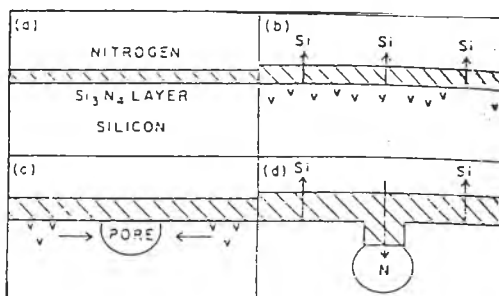 (a)
NITROGEN
Si₃N₄ LAYER
SILICON
(b)
Si Si Si
v v v v v v v v v
(c)
v v v PORE v v v
(d)
Si Si
N